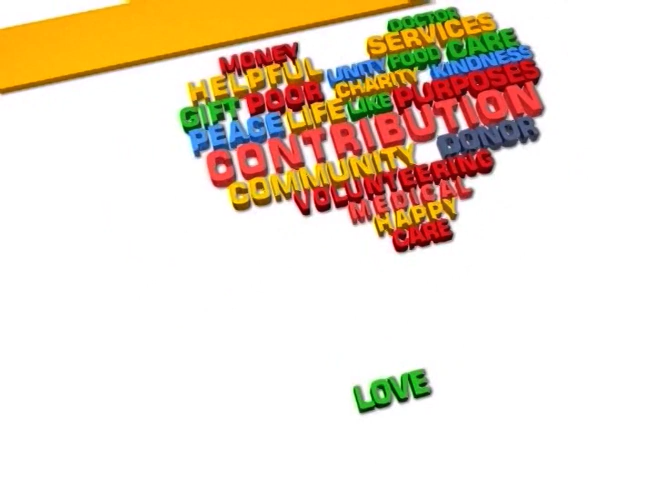 DOCTOR
MONEY SERVICES
HELPFUL UNITY FOOD CARE
GIFT POOR CHARITY KINDNESS
PEACE LIFE LIKE PURPOSES
CONTRIBUTION
COMMUNITY DONOR
VOLUNTEERING
MEDICAL
HAPPY
CARE
LOVE